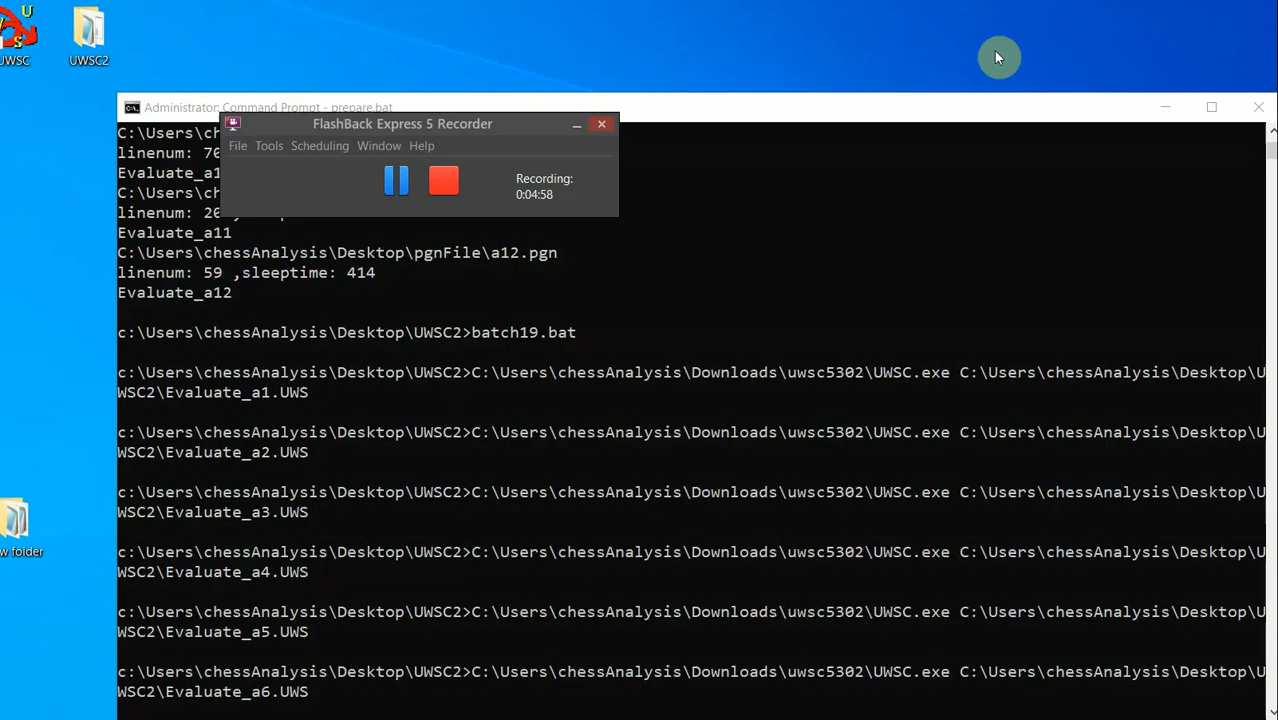 U
S
UWSC
UWSC2
Administrator: Command Prompt - prepare.bat
FlashBack Express 5 Recorder
File Tools Scheduling Window Help
Recording:
0:04:58
C:\Users\ch
linenum: 70
Evaluate_a1
C:\Users\ch
linenum: 20
Evaluate_a11
C:\Users\chessAnalysis\Desktop\pgnFile\a12.pgn
linenum: 59 ,sleeptime: 414
Evaluate_a12
c:\Users\chessAnalysis\Desktop\UWSC2>batch19.bat
c:\Users\chessAnalysis\Desktop\UWSC2>C:\Users\chessAnalysis\Downloads\uwsc5302\UWSC.exe C:\Users\chessAnalysis\Desktop\U
WSC2\Evaluate_a1.UWS
c:\Users\chessAnalysis\Desktop\UWSC2>C:\Users\chessAnalysis\Downloads\uwsc5302\UWSC.exe C:\Users\chessAnalysis\Desktop\U
WSC2\Evaluate_a2.UWS
c:\Users\chessAnalysis\Desktop\UWSC2>C:\Users\chessAnalysis\Downloads\uwsc5302\UWSC.exe C:\Users\chessAnalysis\Desktop\U
WSC2\Evaluate_a3.UWS
c:\Users\chessAnalysis\Desktop\UWSC2>C:\Users\chessAnalysis\Downloads\uwsc5302\UWSC.exe C:\Users\chessAnalysis\Desktop\U
WSC2\Evaluate_a4.UWS
c:\Users\chessAnalysis\Desktop\UWSC2>C:\Users\chessAnalysis\Downloads\uwsc5302\UWSC.exe C:\Users\chessAnalysis\Desktop\U
WSC2\Evaluate_a5.UWS
c:\Users\chessAnalysis\Desktop\UWSC2>C:\Users\chessAnalysis\Downloads\uwsc5302\UWSC.exe C:\Users\chessAnalysis\Desktop\U
WSC2\Evaluate_a6.UWS
w folder